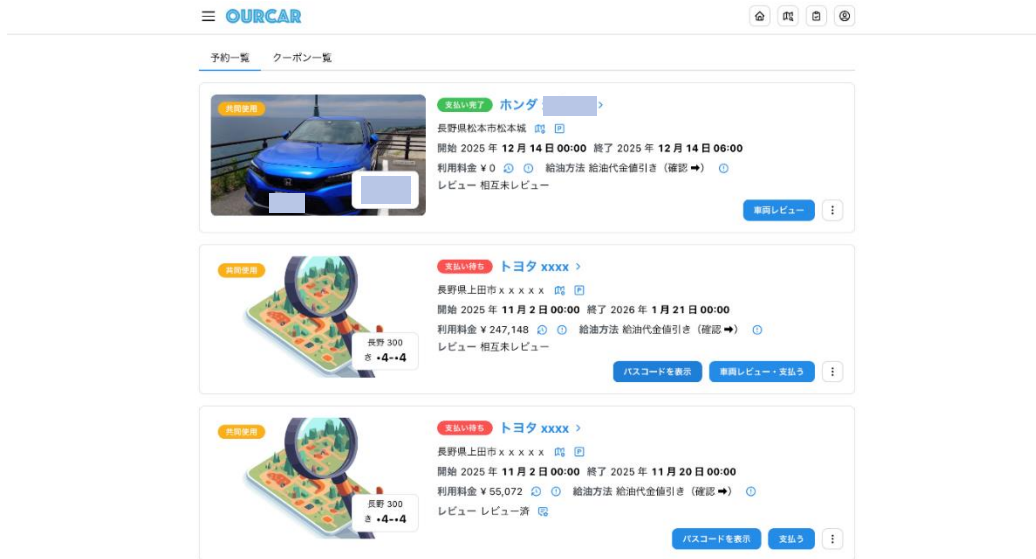 OURCAR
予約一覧 クーポン一覧
共同使用
支払い完了 ホンダ
長野県松本市松本城
開始 2025 年 12 月 14 日 00:00 終了 2025 年 12 月 14 日 06:00
利用料金 ¥ 0 給油方法 給油代金値引き（確認 ➡）
レビュー 相互未レビュー
車両レビュー
共同使用
長野 300
き ・4-・4
支払い待ち トヨタ xxxx
長野県上田市ｘｘｘｘｘ
開始 2025 年 11 月 2 日 00:00 終了 2026 年 1 月 21 日 00:00
利用料金 ¥ 247,148 給油方法 給油代金値引き（確認 ➡）
レビュー 相互未レビュー
パスコードを表示 車両レビュー・支払う
共同使用
長野 300
き ・4-・4
支払い待ち トヨタ xxxx
長野県上田市ｘｘｘｘｘ
開始 2025 年 11 月 2 日 00:00 終了 2025 年 11 月 20 日 00:00
利用料金 ¥ 55,072 給油方法 給油代金値引き（確認 ➡）
レビュー レビュー済
パスコードを表示 支払う